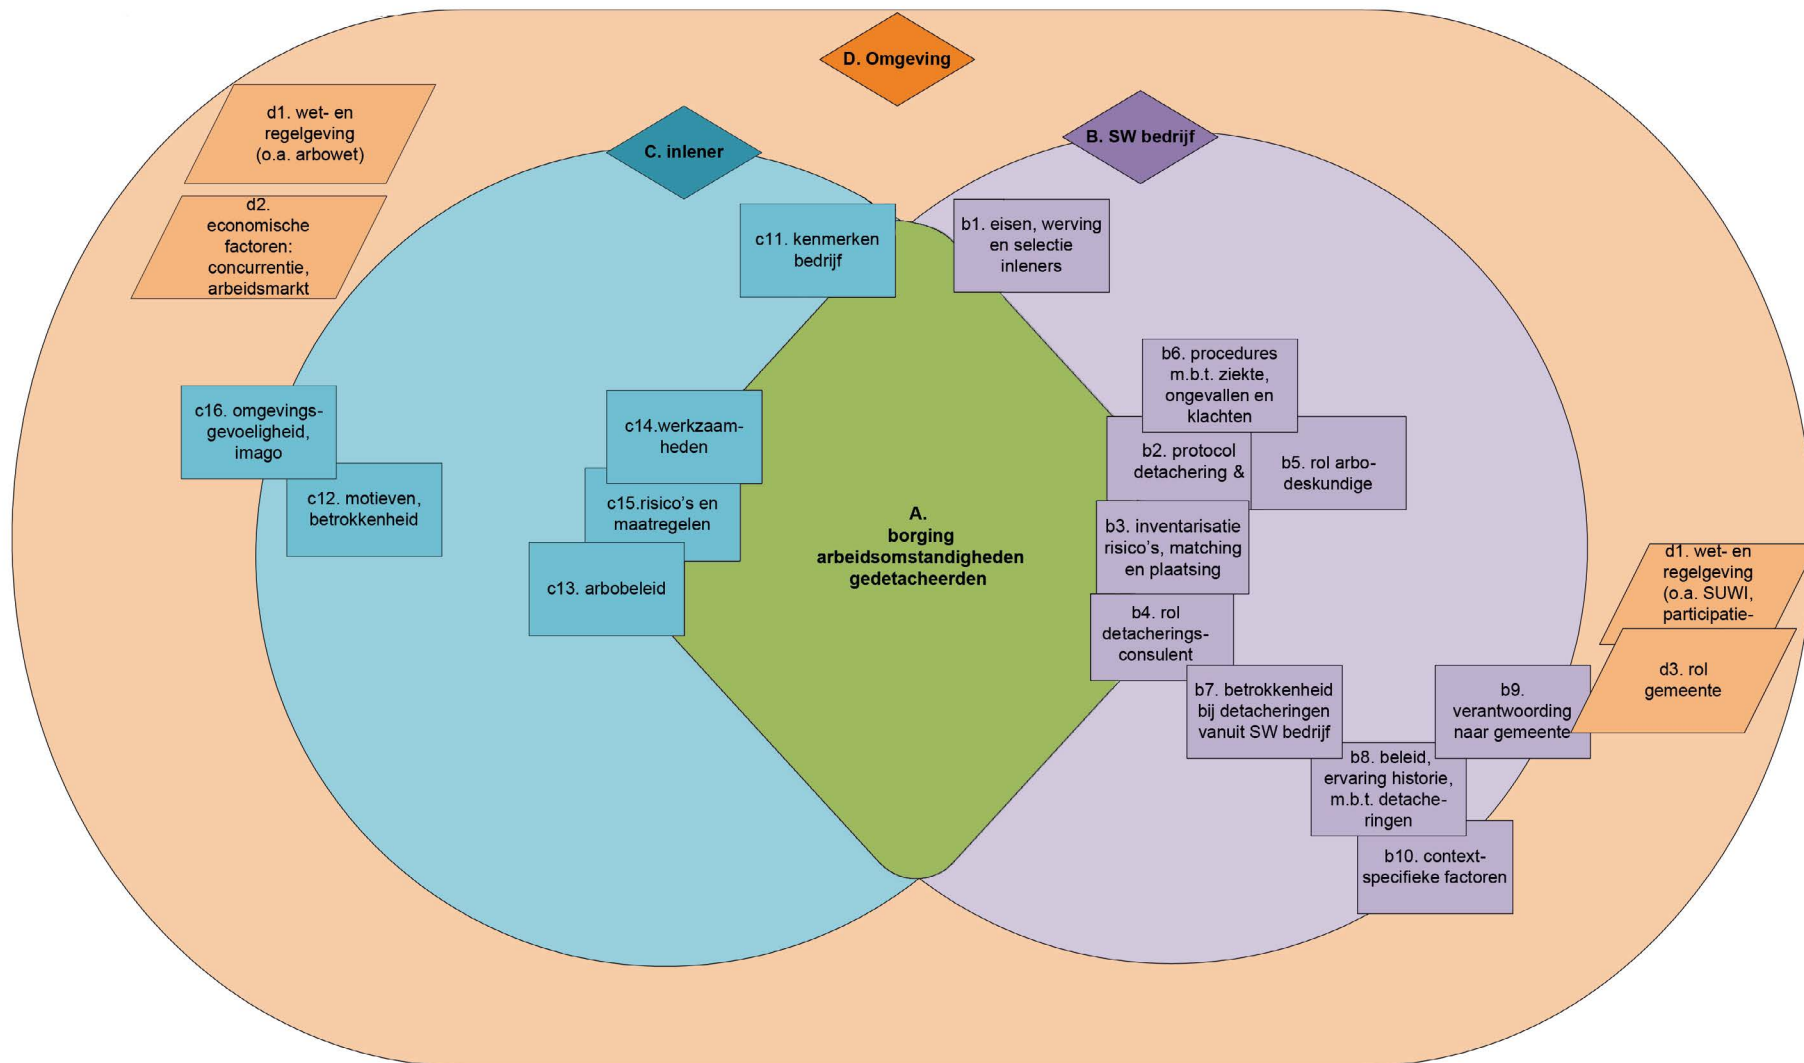 D. Omgeving
d1. wet- en
regelgeving
(o.a. arbowet)
d2.
economische
factoren:
concurrentie,
arbeidsmarkt
C. inlener
B. SW bedrijf
c11. kenmerken
bedrijf
b1. eisen, werving
en selectie
inleners
c16. omgevings-
gevoeligheid,
imago
c12. motieven,
betrokkenheid
c14.werkzaam-
heden
c15.risico's en
maatregelen
c13. arbobeleid
A.
borging
arbeidsomstandigheden
gedetacheerden
b6. procedures
m.b.t. ziekte,
ongevallen en
klachten
b2. protocol
detachering &
b5. rol arbo-
deskundige
b3. inventarisatie
risico's, matching
en plaatsing
b4. rol
detacherings-
consulent
b7. betrokkenheid
bij detacheringen
vanuit SW bedrijf
b9.
verantwoording
naar gemeente
b8. beleid,
ervaring historie,
m.b.t. detache-
ringen
b10. context-
specifieke factoren
d1. wet- en
regelgeving
(o.a. SUWI,
participatie-
d3. rol
gemeente